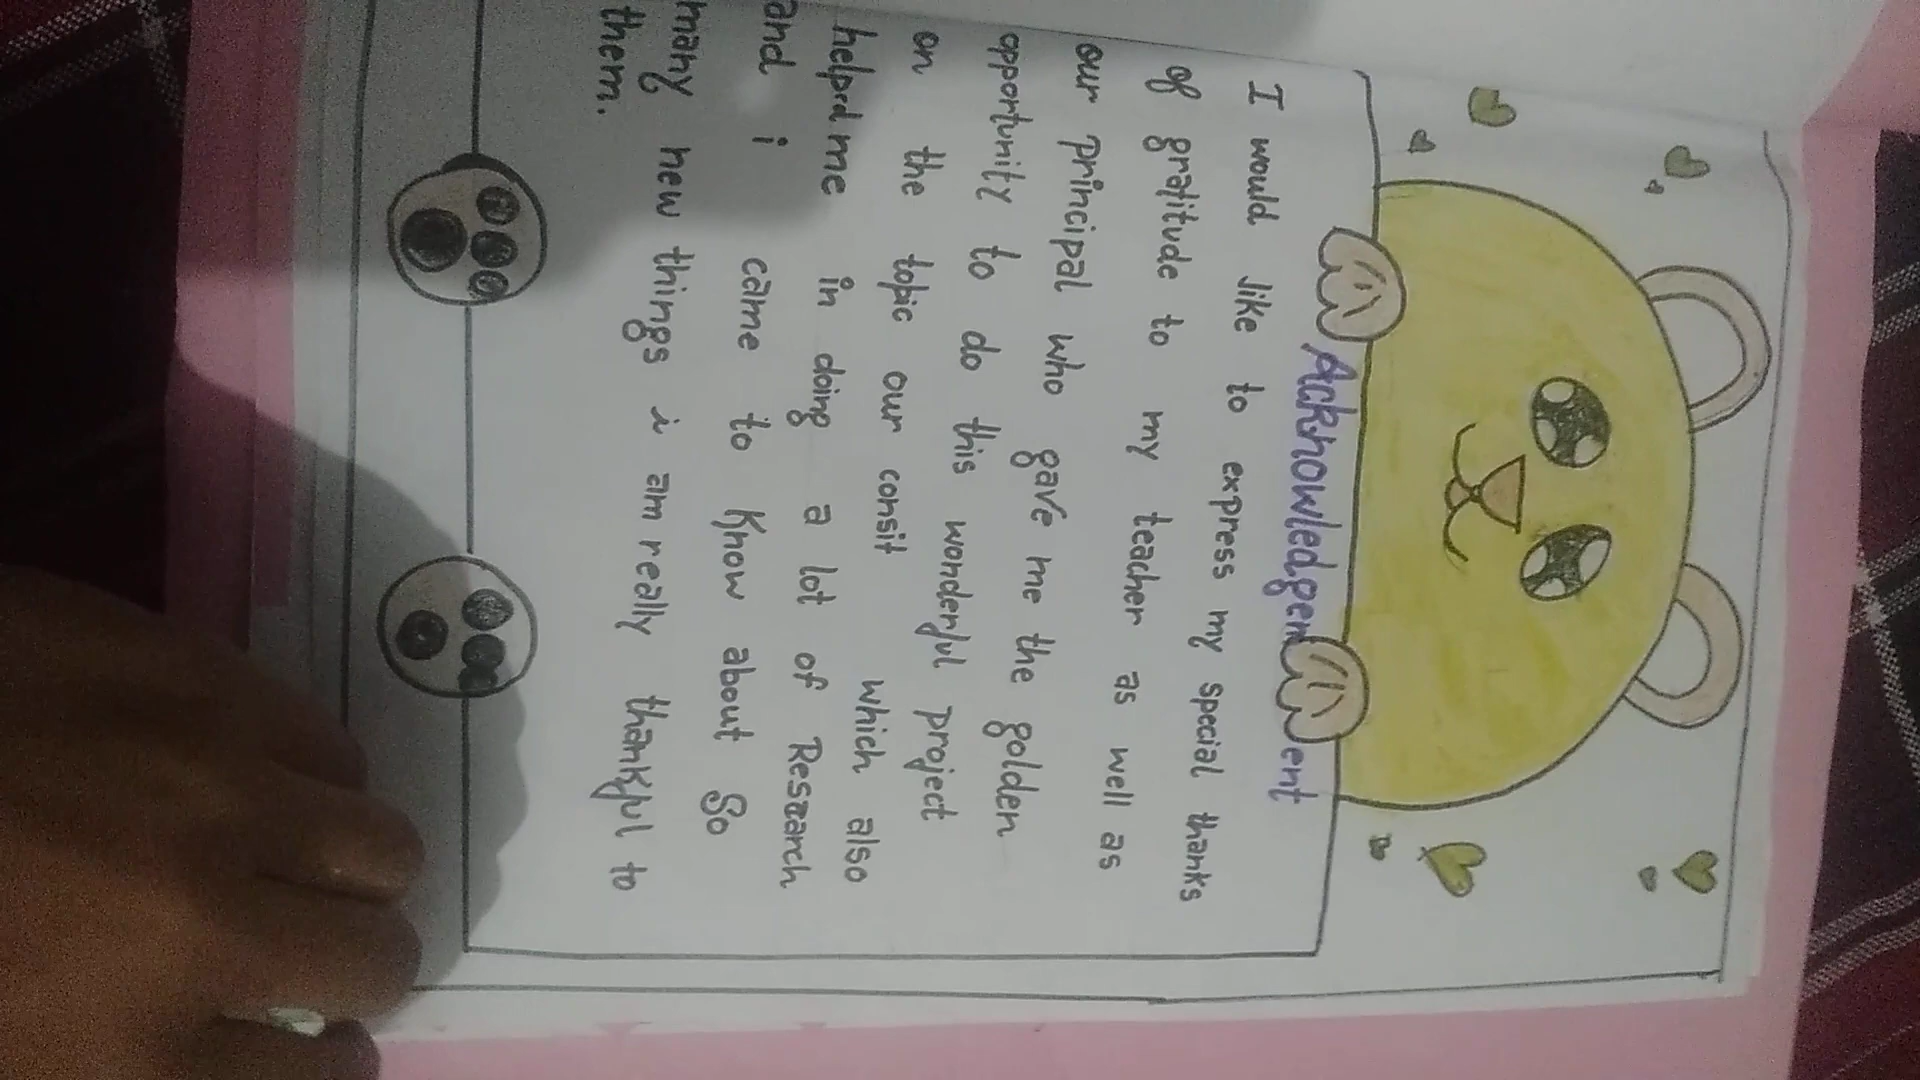 Acknowledgement
I would like to express my special thanks
of gratitude to my teacher as well as
our principal who gave me the golden
opportunity to do this wonderful project
on the topic our consit which also
helped me in doing a lot of Research
and i came to know about so
many new things i am really thankful to
them.